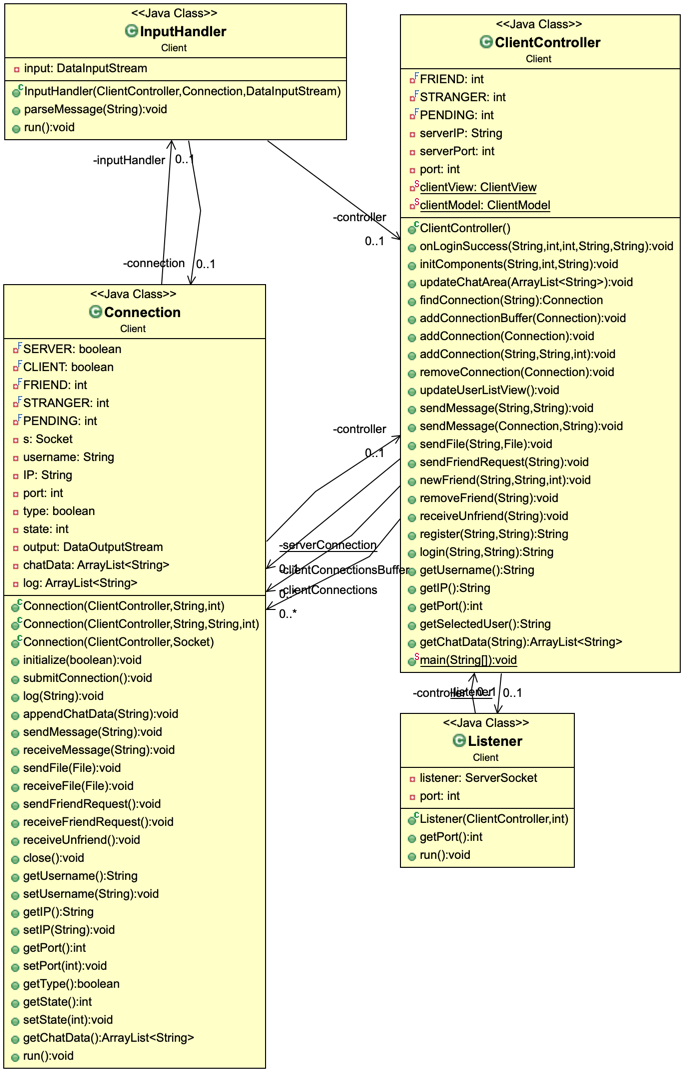 <<Java Class>>
InputHandler
Client
input: DataInputStream
InputHandler(ClientController,Connection,DataInputStream)
parseMessage(String):void
run():void
<<Java Class>>
ClientController
Client
FRIEND: int
STRANGER: int
PENDING: int
serverIP: String
serverPort: int
port: int
clientView: ClientView
clientModel: ClientModel
ClientController()
onLoginSuccess(String,int,int,String,String):void
initComponents(String,int,String):void
updateChatArea(ArrayList<String>):void
findConnection(String):Connection
addConnectionBuffer(Connection):void
addConnection(Connection):void
addConnection(String,String,int):void
removeConnection(Connection):void
updateUserListView():void
sendMessage(String,String):void
sendMessage(Connection,String):void
sendFile(String,File):void
sendFriendRequest(String):void
newFriend(String,String,int):void
removeFriend(String):void
receiveUnfriend(String):void
register(String,String):String
login(String,String):String
getUsername():String
getIP():String
getPort():int
getSelectedUser():String
getChatData(String):ArrayList<String>
main(String[]):void
-inputHandler
0..1
-controller
0..1
-connection
0..1
<<Java Class>>
Connection
Client
SERVER: boolean
CLIENT: boolean
FRIEND: int
STRANGER: int
PENDING: int
s: Socket
username: String
IP: String
port: int
type: boolean
state: int
output: DataOutputStream
chatData: ArrayList<String>
log: ArrayList<String>
Connection(ClientController,String,int)
Connection(ClientController,String,String,int)
Connection(ClientController,Socket)
initialize(boolean):void
submitConnection():void
log(String):void
appendChatData(String):void
sendMessage(String):void
receiveMessage(String):void
sendFile(File):void
receiveFile(File):void
sendFriendRequest():void
receiveFriendRequest():void
receiveUnfriend():void
close():void
getUsername():String
setUsername(String):void
getIP():String
setIP(String):void
getPort():int
setPort(int):void
getType():boolean
getState():int
setState(int):void
getChatData():ArrayList<String>
run():void
-controller
0..1
-serverConnection
0..1
-clientConnectionsBuffer
-clientConnections
0..*
-controller
0..1
-listener
0..1
<<Java Class>>
Listener
Client
listener: ServerSocket
port: int
Listener(ClientController,int)
getPort():int
run():void